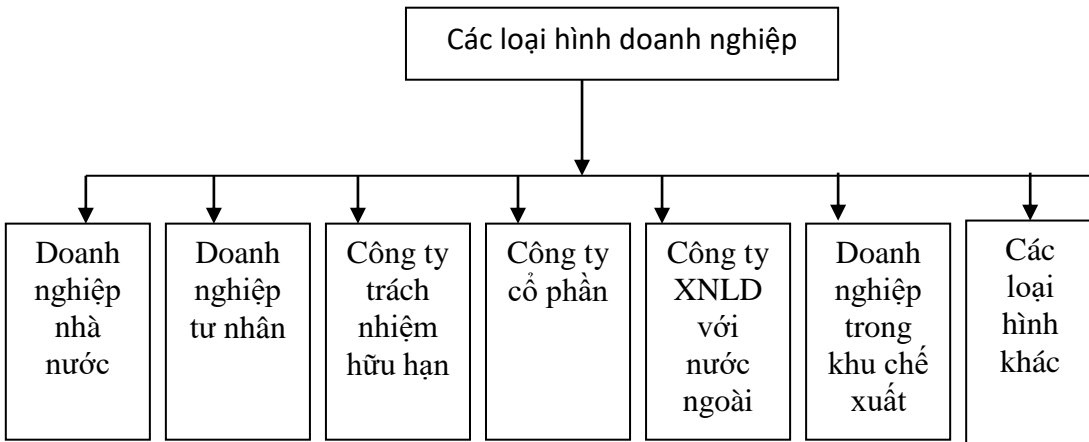 Các loại hình doanh nghiệp
Doanh
nghiệp
nhà
nước
Doanh
nghiệp
tư nhân
Công ty
trách
nhiệm
hữu hạn
Công ty
cổ phần
Công ty
XNLD
với
nước
ngoài
Doanh
nghiệp
trong
khu chế
xuất
Các
loại
hình
khác